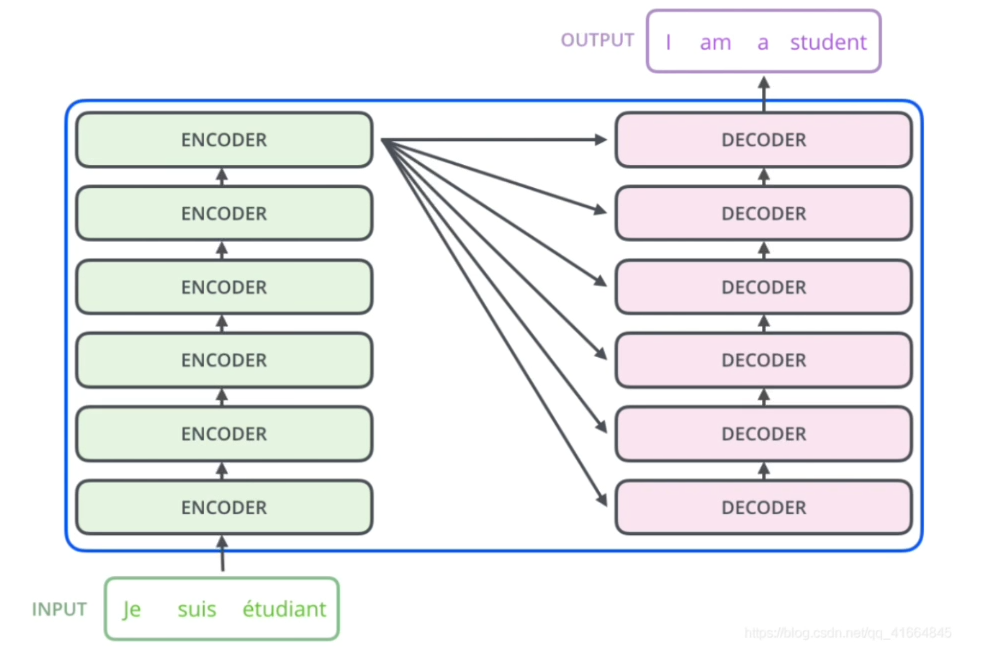 OUTPUT I am a student
ENCODER DECODER
ENCODER DECODER
ENCODER DECODER
ENCODER DECODER
ENCODER DECODER
ENCODER DECODER
INPUT Je suis étudiant
https://blog.csdn.net/qq_41664845